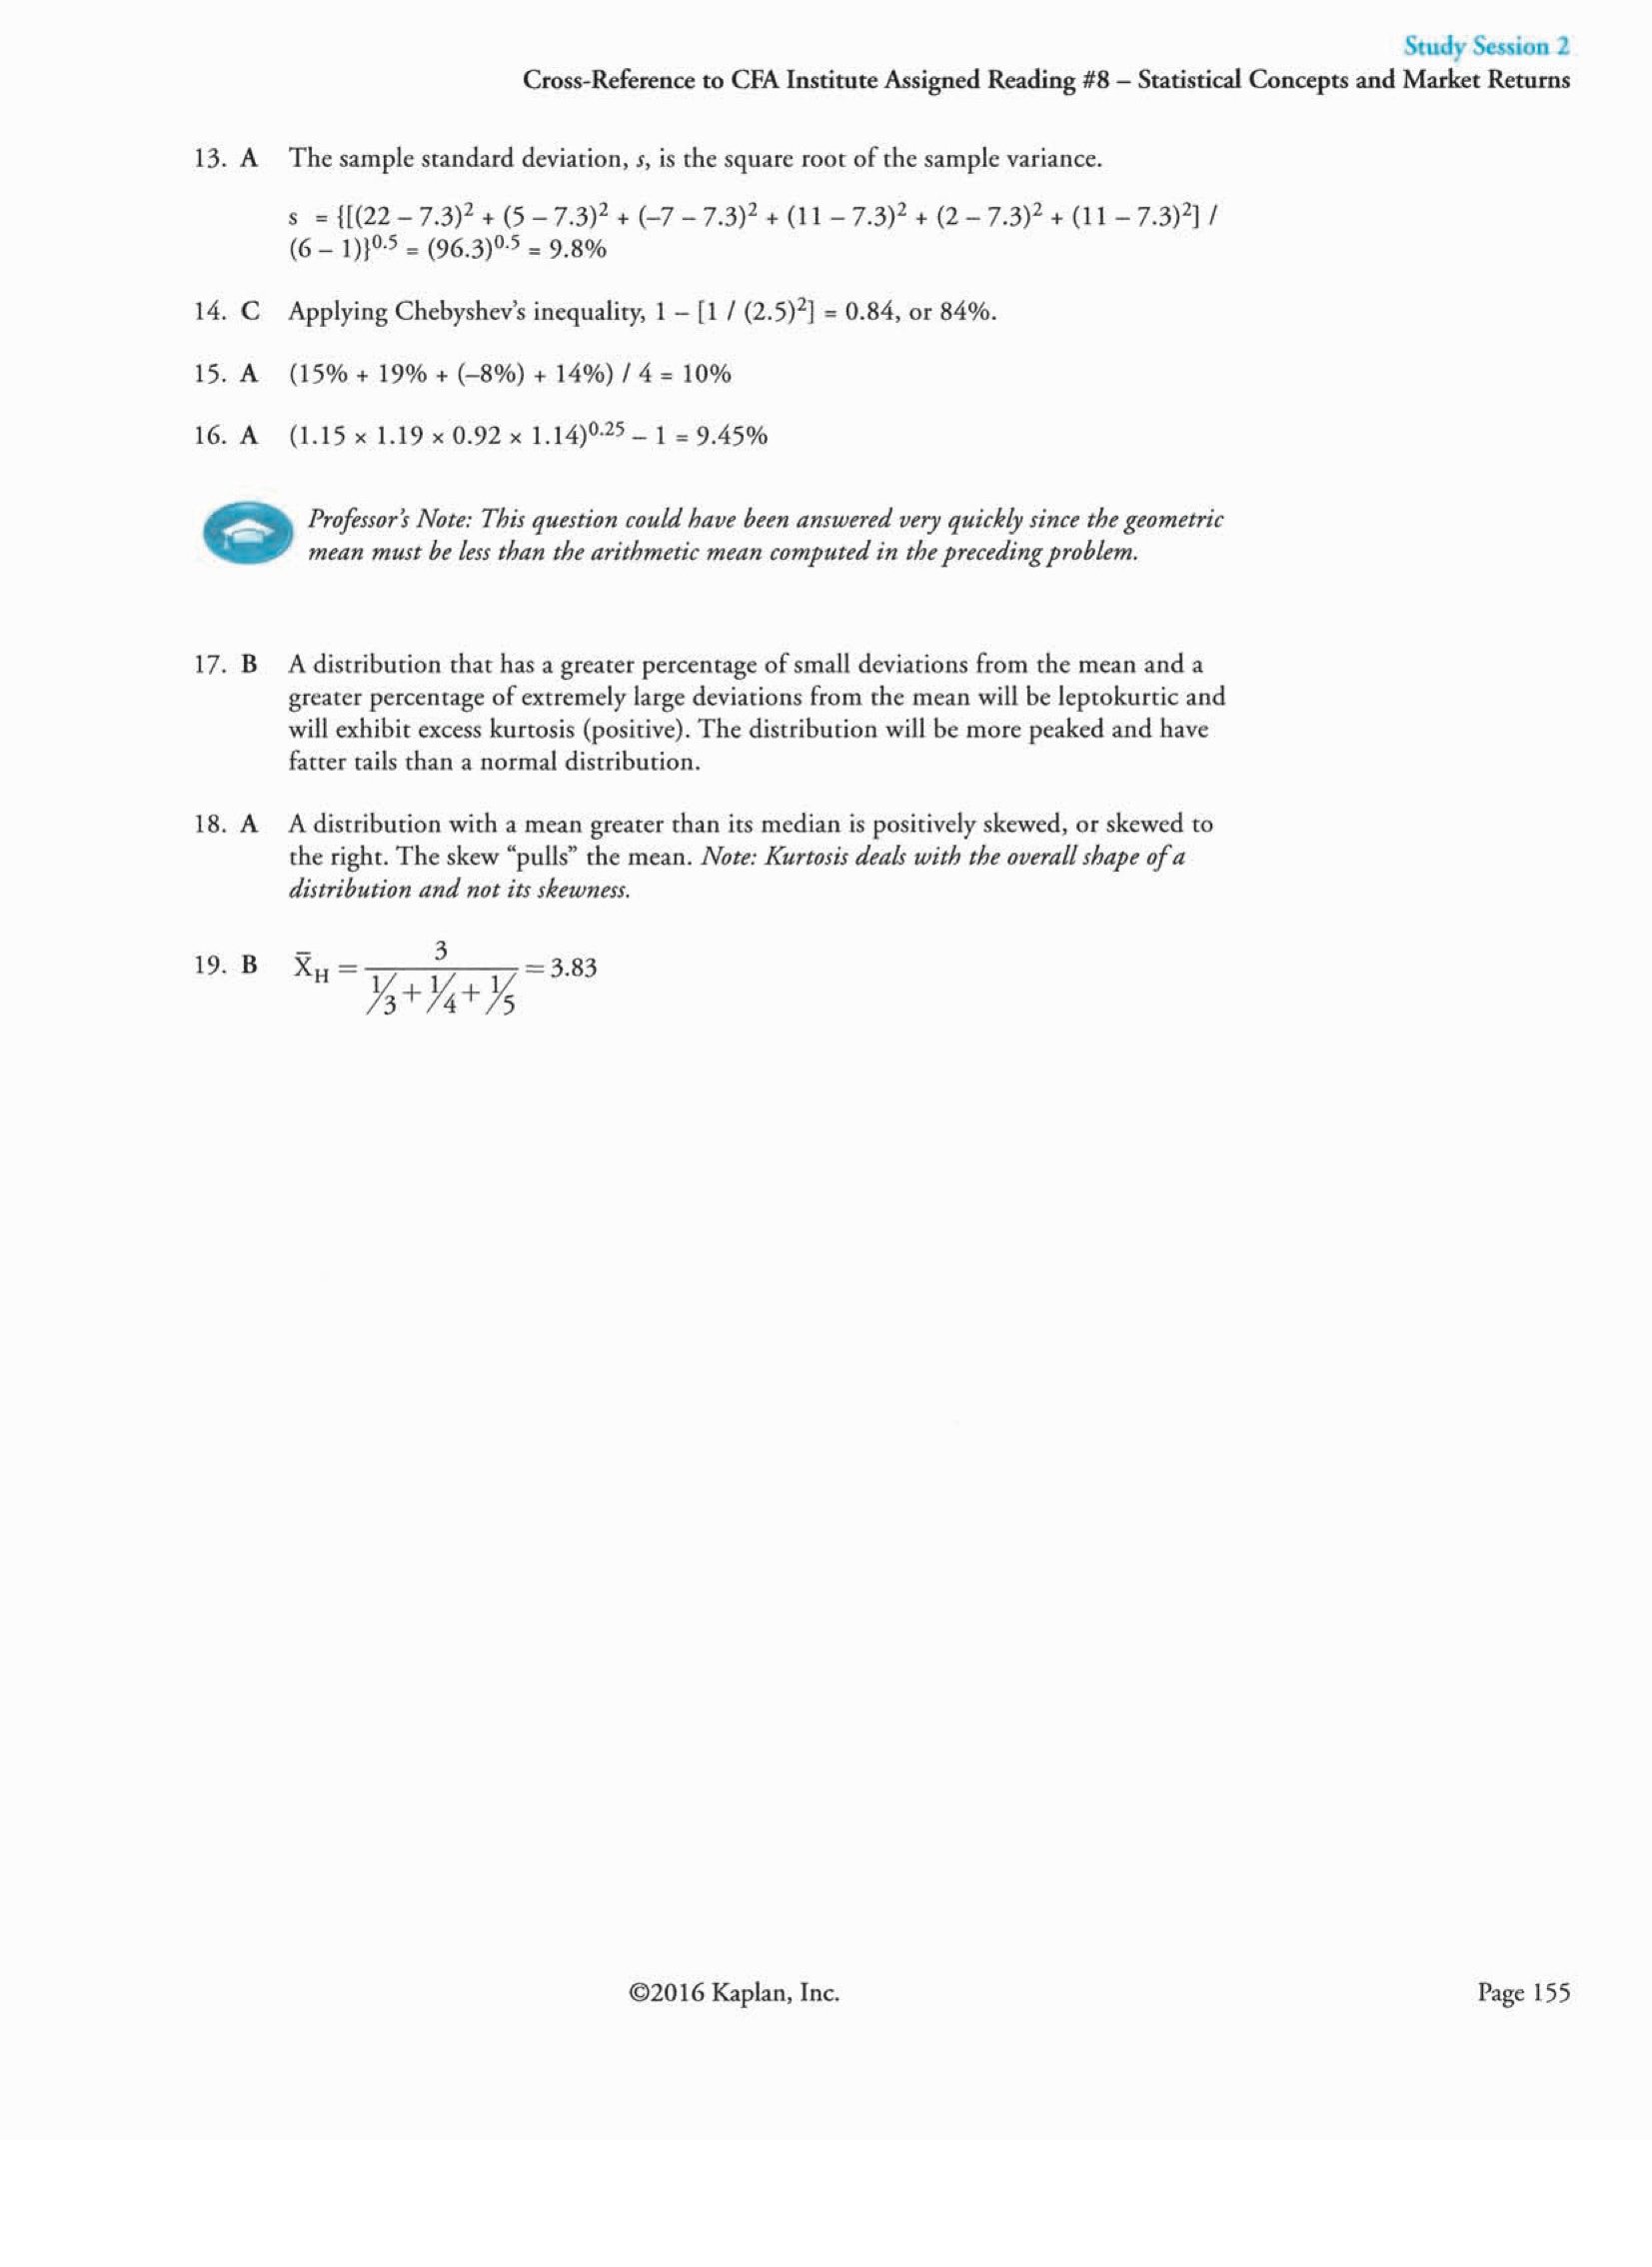 Study Session 2
Cross-Reference to CFA Institute Assigned Reading #8 – Statistical Concepts and Market Returns
13. A The sample standard deviation, s, is the square root of the sample variance.
s = {[(22 – 7.3)² + (5 – 7.3)² + (–7 – 7.3)² + (11 – 7.3)² + (2 – 7.3)² + (11 – 7.3)²] /
(6 – 1)}^0.5 = (96.3)^0.5 = 9.8%
14. C Applying Chebyshev's inequality, 1 – [1 / (2.5)²] = 0.84, or 84%.
15. A (15% + 19% + (–8%) + 14%) / 4 = 10%
16. A (1.15 × 1.19 × 0.92 × 1.14)^0.25 – 1 = 9.45%
Professor's Note: This question could have been answered very quickly since the geometric
mean must be less than the arithmetic mean computed in the preceding problem.
17. B A distribution that has a greater percentage of small deviations from the mean and a
greater percentage of extremely large deviations from the mean will be leptokurtic and
will exhibit excess kurtosis (positive). The distribution will be more peaked and have
fatter tails than a normal distribution.
18. A A distribution with a mean greater than its median is positively skewed, or skewed to
the right. The skew “pulls” the mean. Note: Kurtosis deals with the overall shape of a
distribution and not its skewness.
19. B X̄H = 3 / (1/3 + 1/4 + 1/5) = 3.83
©2016 Kaplan, Inc.
Page 155